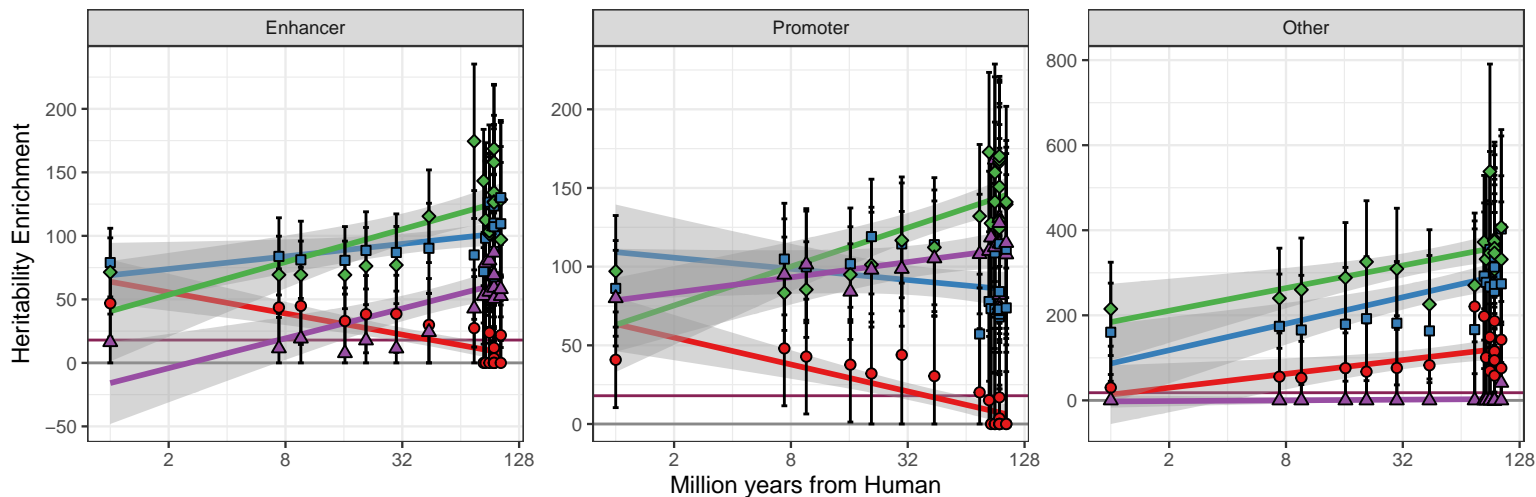 Enhancer
Promoter
Other
Heritability Enrichment
200
150
100
50
0
−50
200
150
100
50
0
800
600
400
200
0
2 8 32 128
2 8 32 128
2 8 32 128
Million years from Human